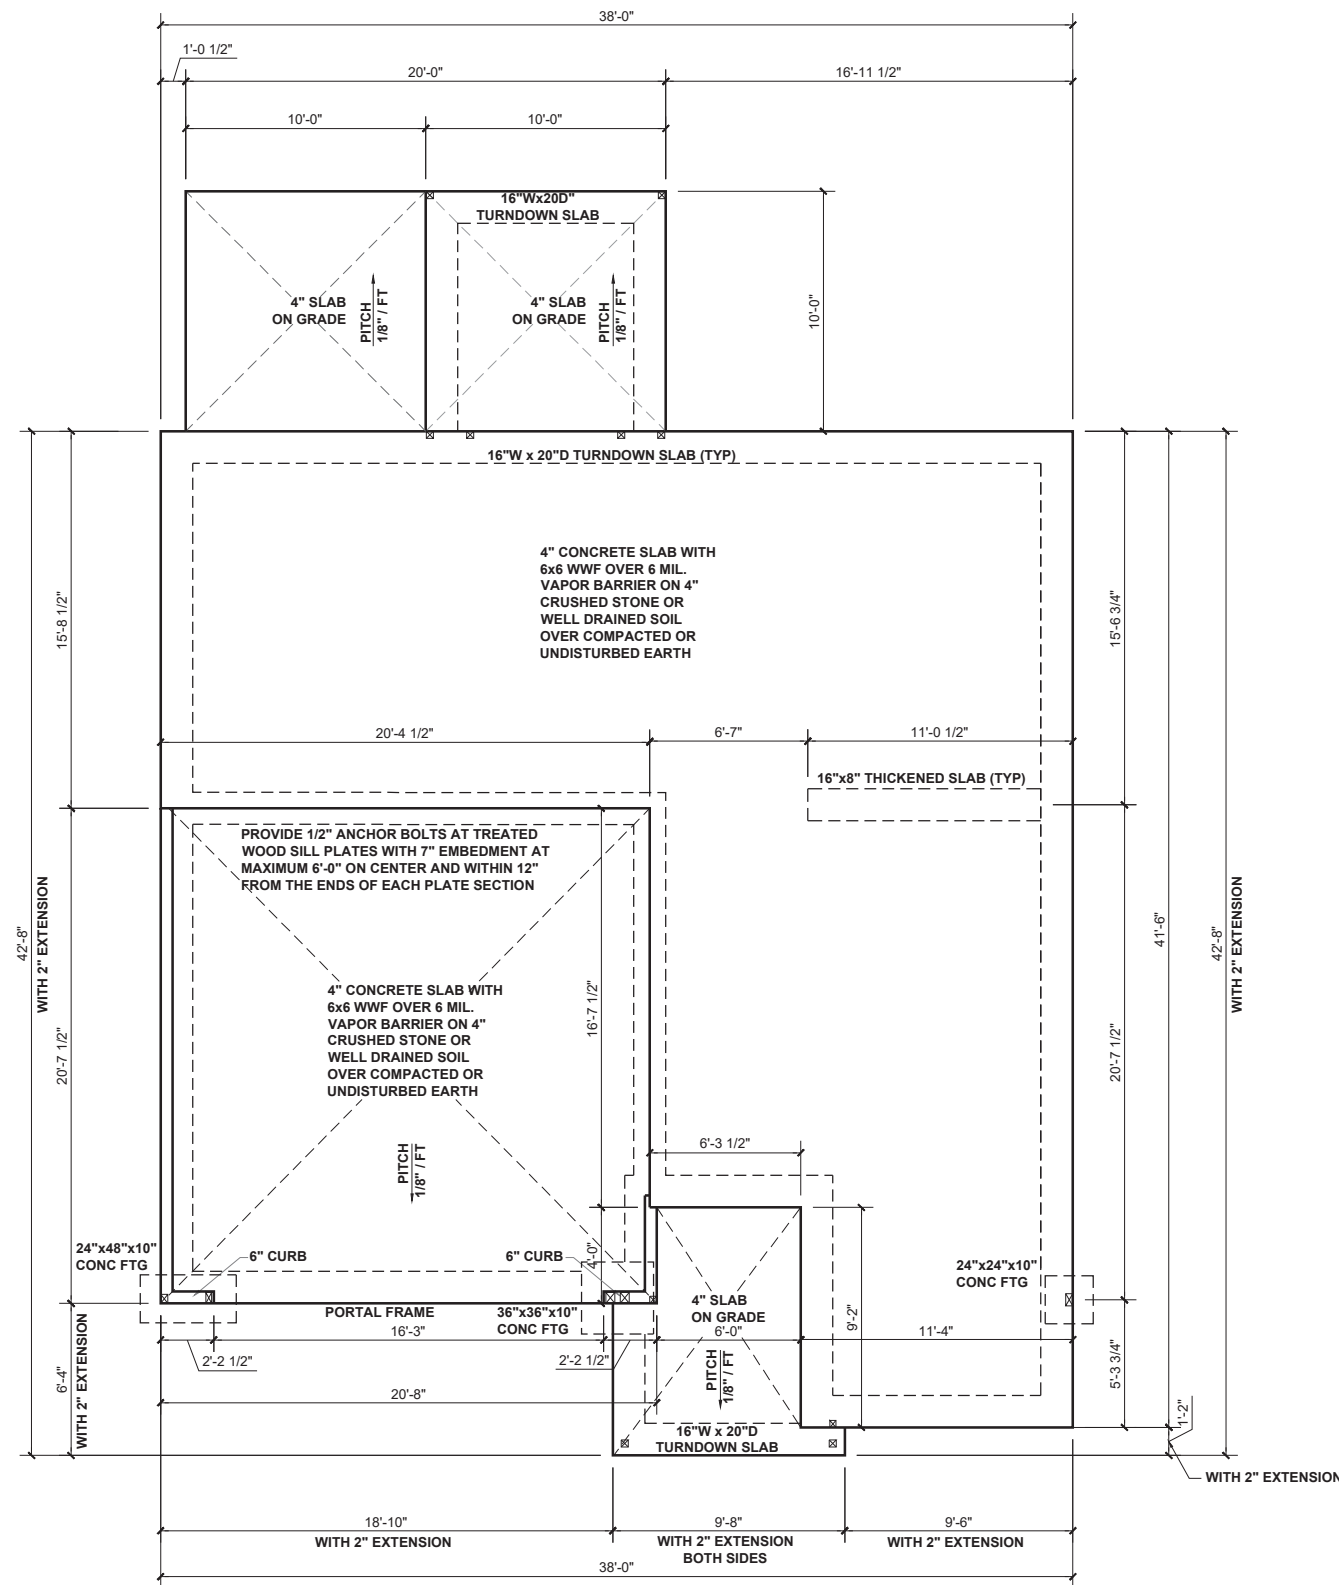 38'-0"
1'-0 1/2"
20'-0"
16'-11 1/2"
10'-0"
10'-0"
16"Wx20D"
TURNDOWN SLAB
4" SLAB
ON GRADE
PITCH
1/8" / FT
4" SLAB
ON GRADE
PITCH
1/8" / FT
10'-0"
16"W x 20"D TURNDOWN SLAB (TYP)
4" CONCRETE SLAB WITH
6x6 WWF OVER 6 MIL.
VAPOR BARRIER ON 4"
CRUSHED STONE OR
WELL DRAINED SOIL
OVER COMPACTED OR
UNDISTURBED EARTH
15'-8 1/2"
15'-6 3/4"
20'-4 1/2"
6'-7"
11'-0 1/2"
16"x8" THICKENED SLAB (TYP)
PROVIDE 1/2" ANCHOR BOLTS AT TREATED
WOOD SILL PLATES WITH 7" EMBEDMENT AT
MAXIMUM 6'-0" ON CENTER AND WITHIN 12"
FROM THE ENDS OF EACH PLATE SECTION
42'-8"
WITH 2" EXTENSION
20'-7 1/2"
4" CONCRETE SLAB WITH
6x6 WWF OVER 6 MIL.
VAPOR BARRIER ON 4"
CRUSHED STONE OR
WELL DRAINED SOIL
OVER COMPACTED OR
UNDISTURBED EARTH
16'-7 1/2"
20'-7 1/2"
41'-6"
42'-8"
WITH 2" EXTENSION
PITCH
1/8" / FT
6'-3 1/2"
24"x48"x10"
CONC FTG
6" CURB
6" CURB
4'-0"
24"x24"x10"
CONC FTG
PORTAL FRAME
36"x36"x10"
CONC FTG
4" SLAB
ON GRADE
9'-2"
16'-3"
6'-0"
11'-4"
2'-2 1/2"
2'-2 1/2"
PITCH
1/8" / FT
5'-3 3/4"
6'-4"
WITH 2" EXTENSION
20'-8"
1'-2"
16"W x 20"D
TURNDOWN SLAB
WITH 2" EXTENSION
18'-10"
WITH 2" EXTENSION
9'-8"
WITH 2" EXTENSION
BOTH SIDES
9'-6"
WITH 2" EXTENSION
38'-0"